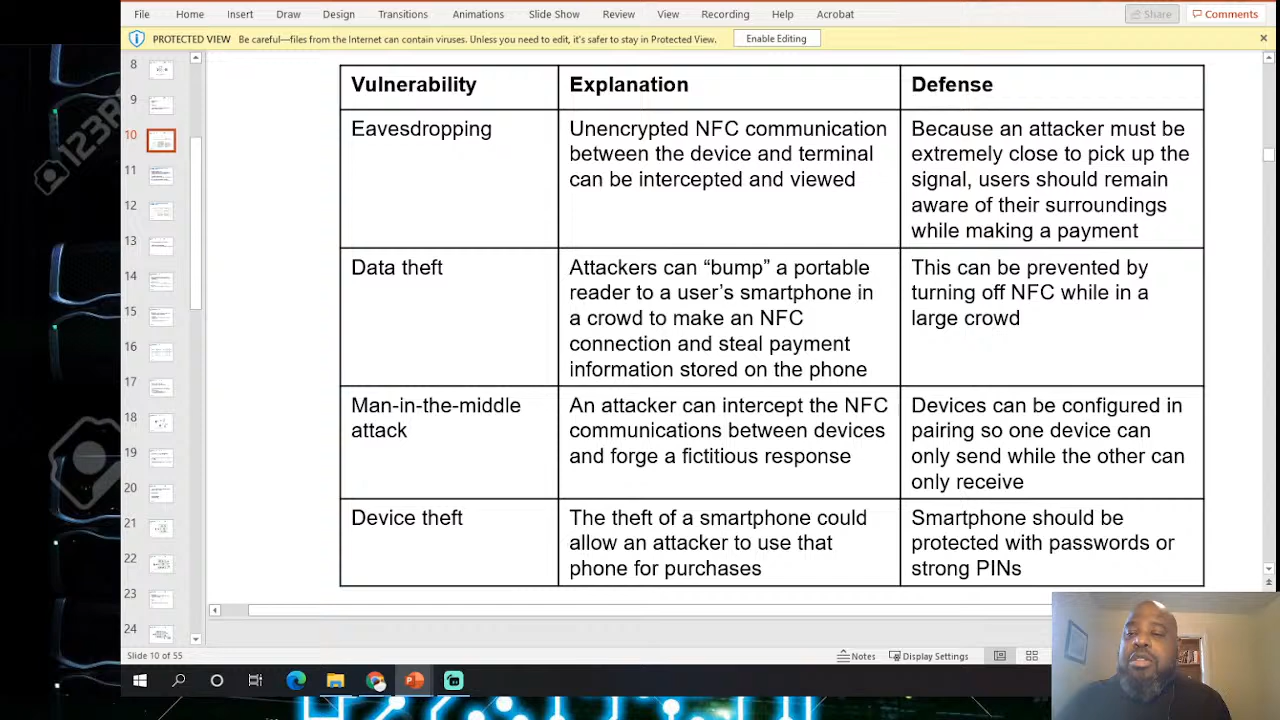 File Home Insert Draw Design Transitions Animations Slide Show Review View Recording Help Acrobat Share Comments
PROTECTED VIEW Be careful—files from the Internet can contain viruses. Unless you need to edit, it's safer to stay in Protected View. Enable Editing
8
9
10
11
12
13
14
15
16
17
18
19
20
21
22
23
24
Vulnerability Explanation Defense
Eavesdropping
Unencrypted NFC communication
between the device and terminal
can be intercepted and viewed
Because an attacker must be
extremely close to pick up the
signal, users should remain
aware of their surroundings
while making a payment
Data theft
Attackers can “bump” a portable
reader to a user’s smartphone in
a crowd to make an NFC
connection and steal payment
information stored on the phone
This can be prevented by
turning off NFC while in a
large crowd
Man-in-the-middle
attack
An attacker can intercept the NFC
communications between devices
and forge a fictitious response
Devices can be configured in
pairing so one device can
only send while the other can
only receive
Device theft
The theft of a smartphone could
allow an attacker to use that
phone for purchases
Smartphone should be
protected with passwords or
strong PINs
Slide 10 of 55 Notes Display Settings